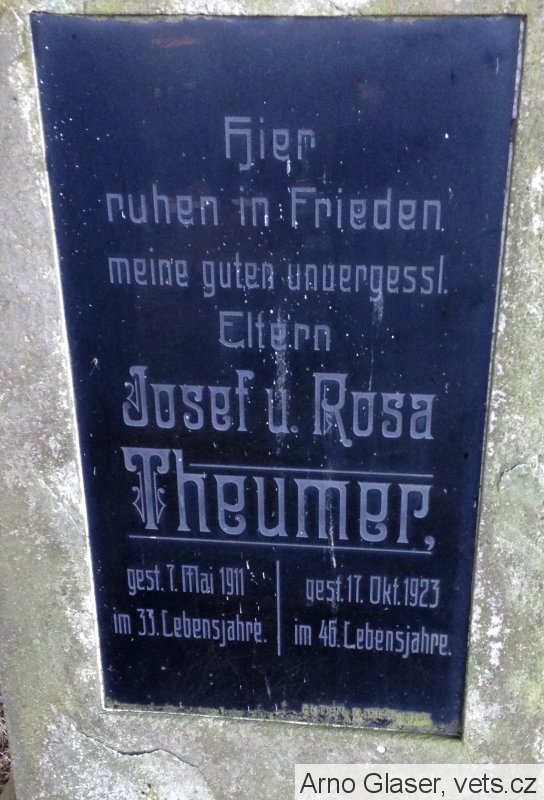 Hier
ruhen in Frieden
meine guten unvergessl.
Eltern
Josef u. Rosa
Theumer,
gest. 7. Mai 1911
im 33. Lebensjahre.
gest. 17. Okt. 1923
im 46. Lebensjahre.
Arno Glaser, vets.cz